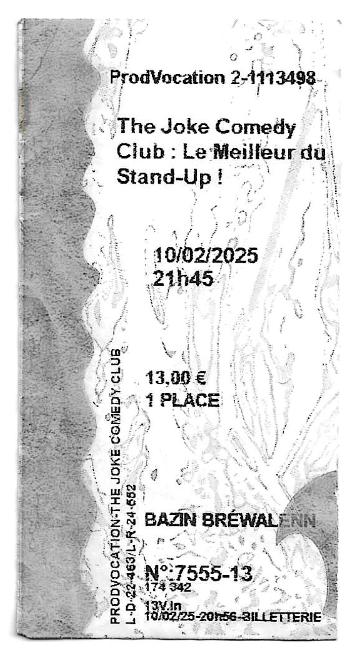 ProdVocation 2-1113498
The Joke Comedy
Club : Le Meilleur du
Stand-Up !
10/02/2025
21h45
13,00 €
1 PLACE
BAZIN BRÉWALENN
N°:7555-13
174 342
13V.In
10/02/25-20h56-BILLETTERIE
PRODVOCATION-THE JOKE COMEDY CLUB
L-D-22-463/L-R-24-552